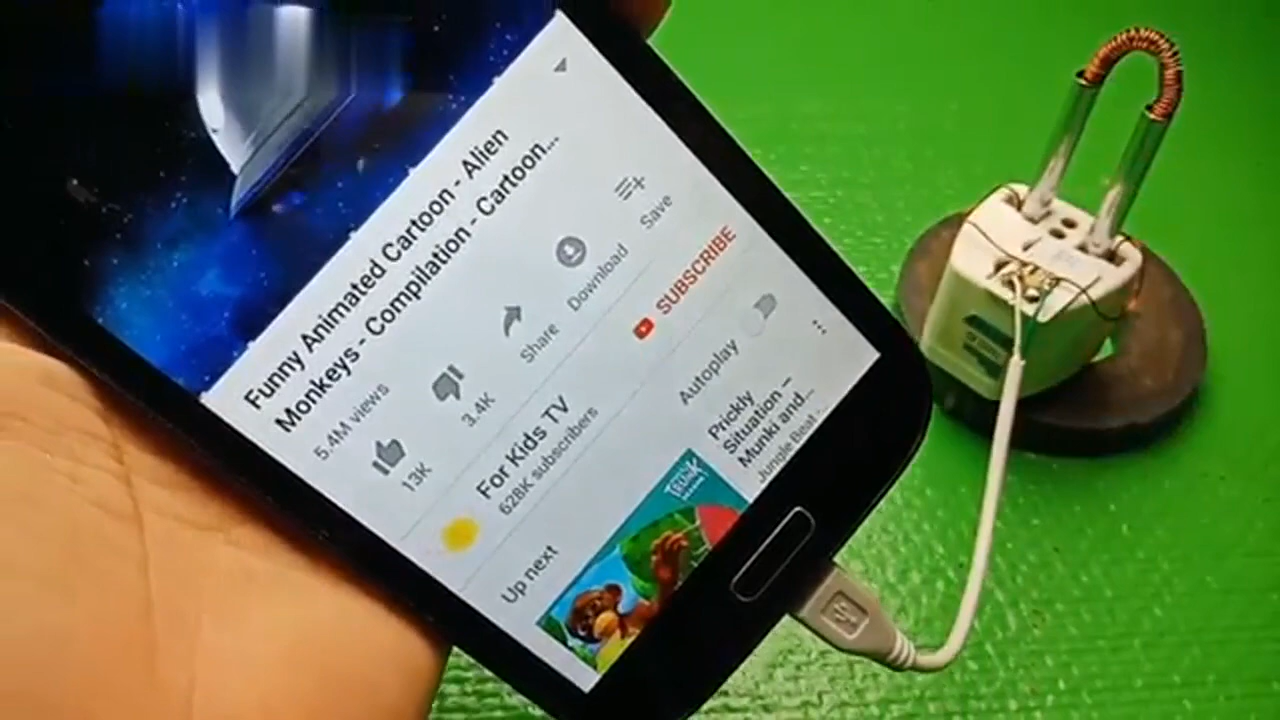 Funny Animated Cartoon - Alien
Monkeys - Compilation - Cartoon...
5.4M views
13K
3.4K
Share
Download
Save
For Kids TV
628K subscribers
SUBSCRIBE
Up next
Autoplay
Prickly
Situation –
Munki and...
Jungle Beat -...
TRUNK